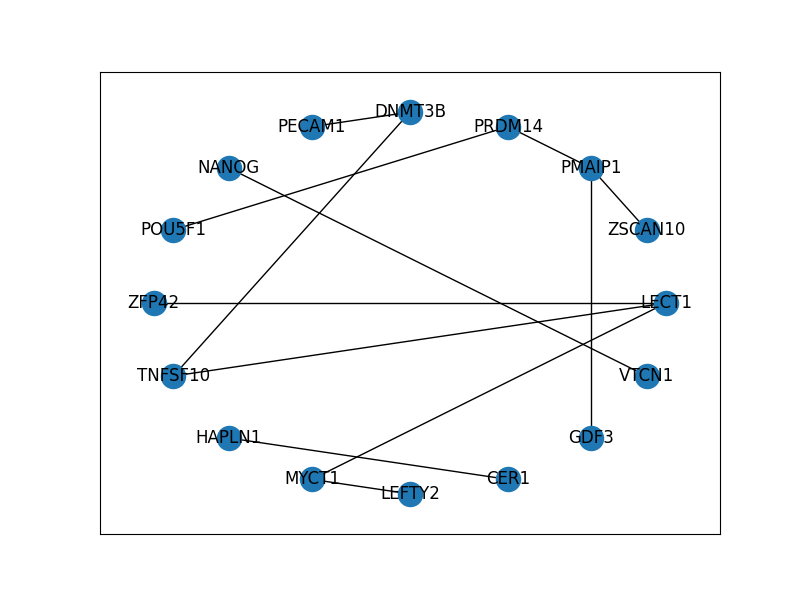 DNMT3B
PECAM1
PRDM14
NANOG
PMAIP1
POU5F1
ZSCAN10
ZFP42
LECT1
TNFSF10
VTCN1
HAPLN1
GDF3
MYCT1
CER1
LEFTY2